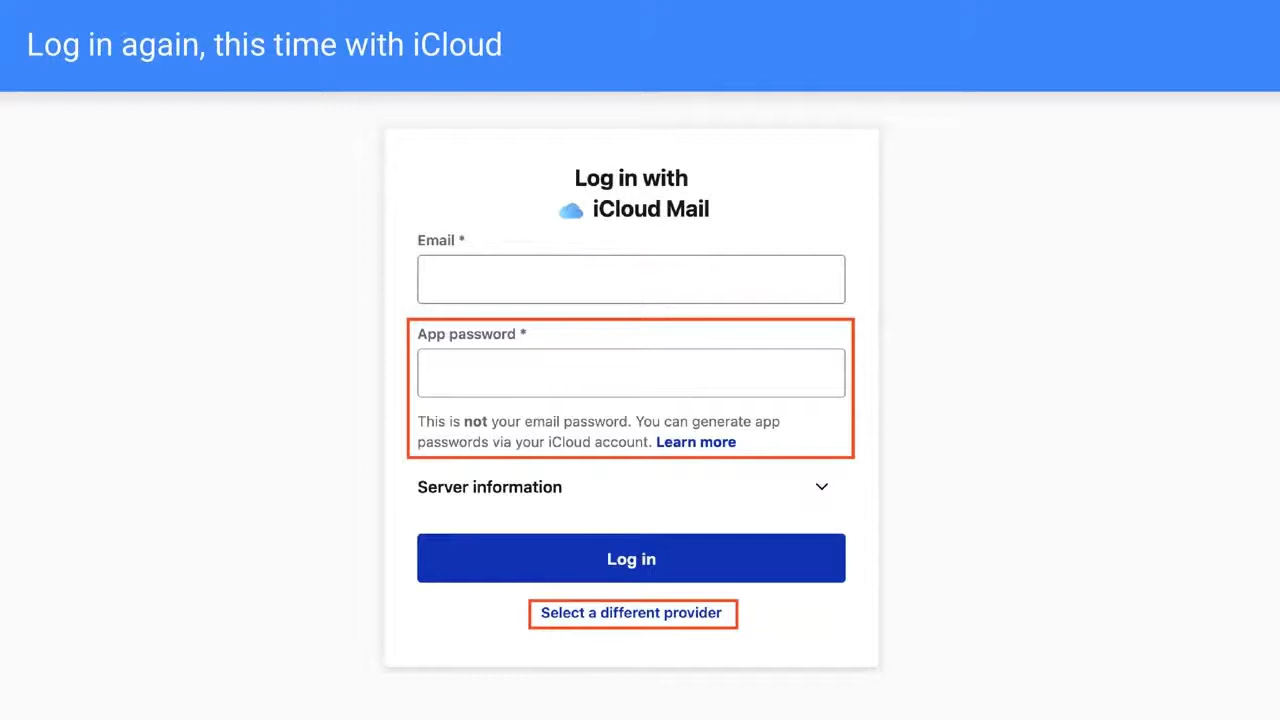 Log in again, this time with iCloud
Log in with
iCloud Mail
Email *
App password *
This is not your email password. You can generate app
passwords via your iCloud account. Learn more
Server information
Log in
Select a different provider